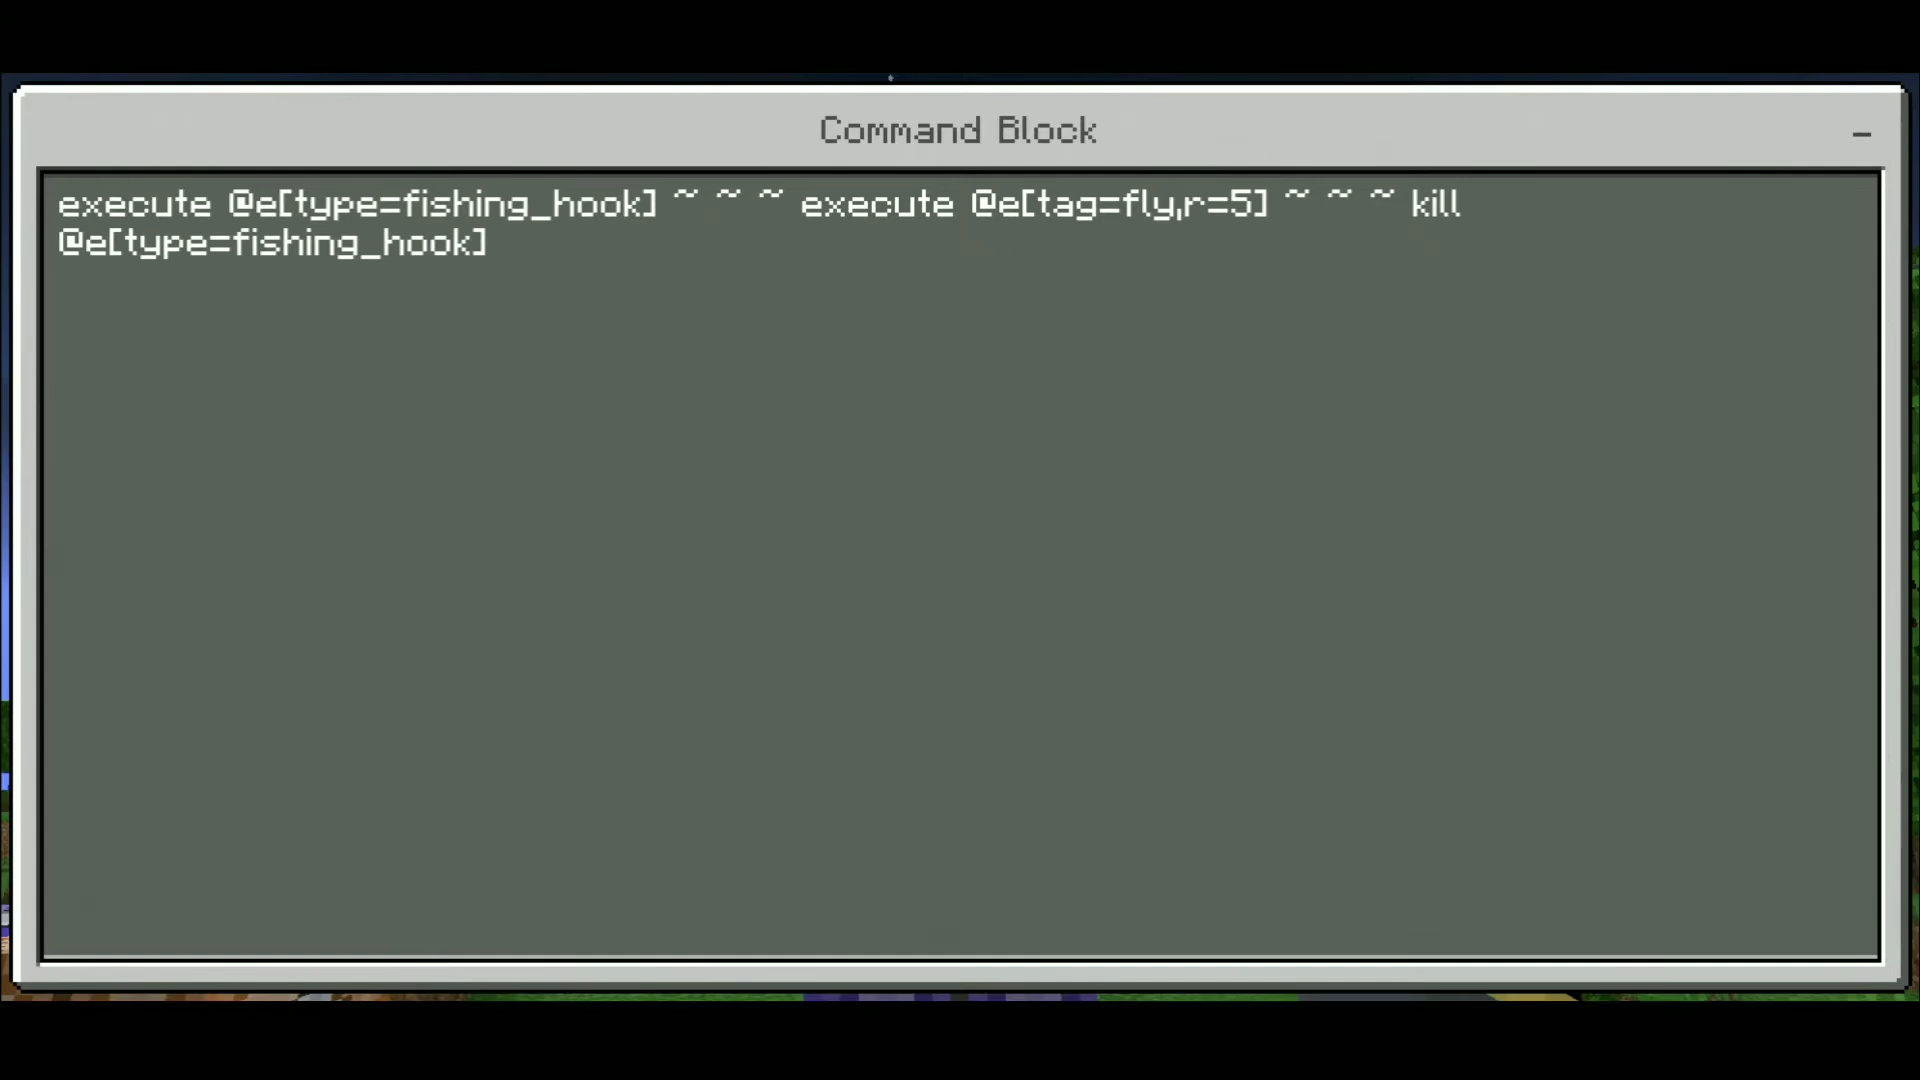 Command Block
execute @e[type=fishing_hook] ~ ~ ~ execute @e[tag=fly,r=5] ~ ~ ~ kill
@e[type=fishing_hook]